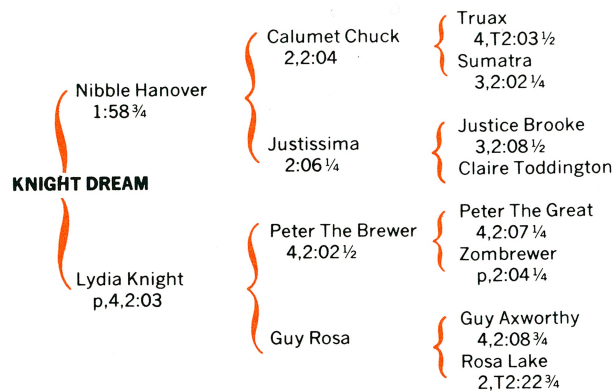 Truax
4,T2:03½
Calumet Chuck
2,2:04
Sumatra
3,2:02¼
Nibble Hanover
1:58¾
Justice Brooke
3,2:08½
Justissima
2:06¼
Claire Toddington
KNIGHT DREAM
Peter The Great
4,2:07¼
Peter The Brewer
4,2:02½
Zombrewer
p,2:04¼
Lydia Knight
p,4,2:03
Guy Axworthy
4,2:08¾
Guy Rosa
Rosa Lake
2,T2:22¾